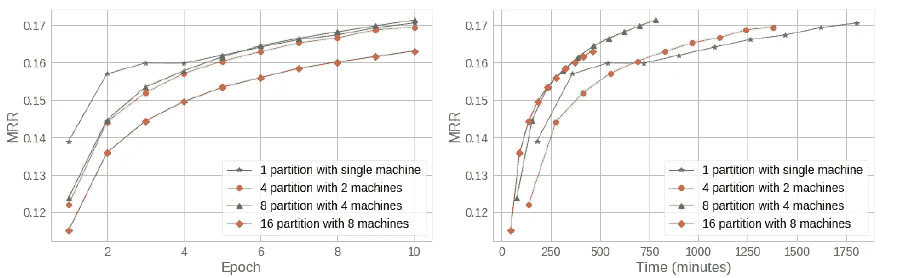 0.17
0.16
0.15
0.14
0.13
0.12
MRR
2 4 6 8 10
Epoch
1 partition with single machine
4 partition with 2 machines
8 partition with 4 machines
16 partition with 8 machines
0.17
0.16
0.15
0.14
0.13
0.12
MRR
0 250 500 750 1000 1250 1500 1750
Time (minutes)
1 partition with single machine
4 partition with 2 machines
8 partition with 4 machines
16 partition with 8 machines